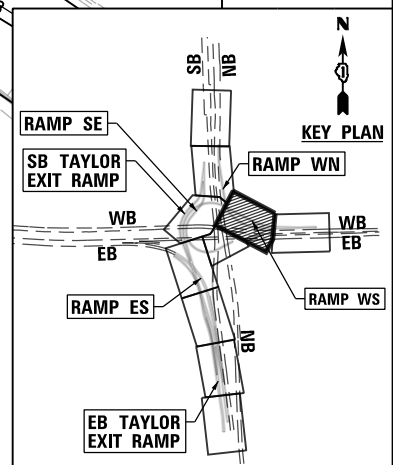 N
SB
NB
KEY PLAN
RAMP SE
SB TAYLOR
EXIT RAMP
RAMP WN
WB
EB
WB
EB
RAMP ES
RAMP WS
NB
EB TAYLOR
EXIT RAMP